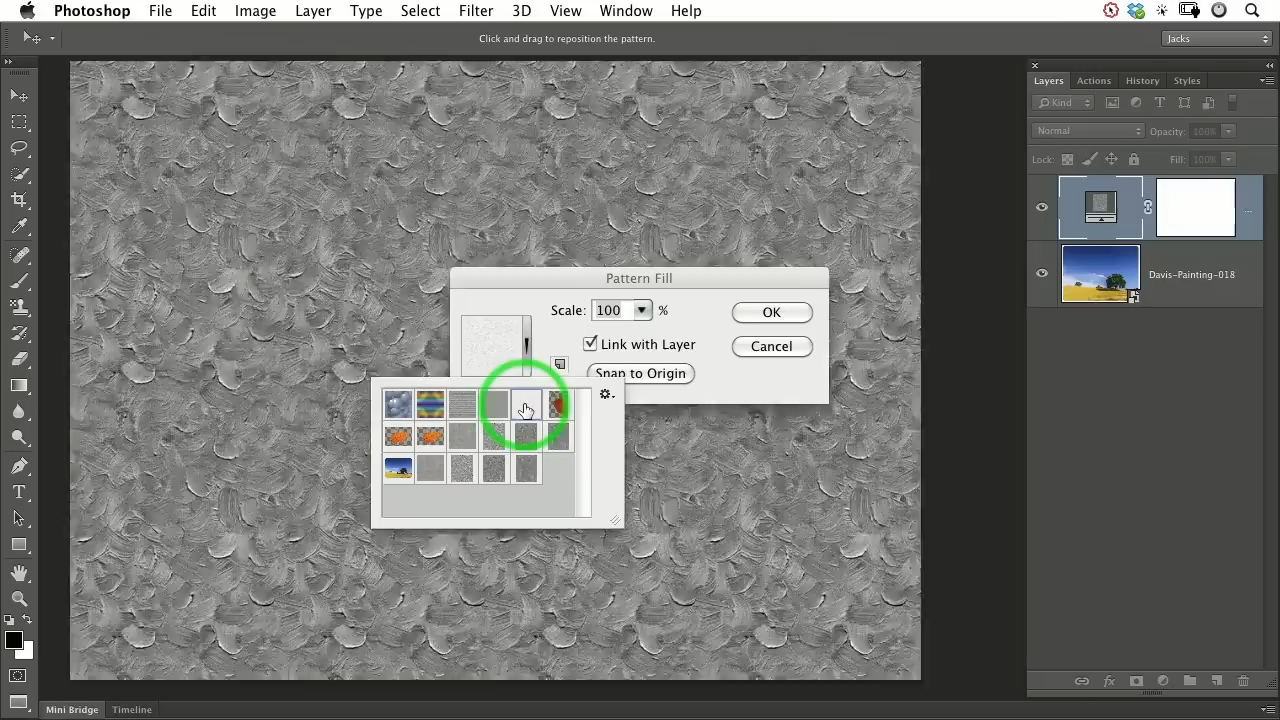 Photoshop File Edit Image Layer Type Select Filter 3D View Window Help
Click and drag to reposition the pattern.
Jacks
Layers Actions History Styles
Kind
Normal Opacity: 100%
Lock: Fill: 100%
...
Davis-Painting-018
Pattern Fill
Scale: 100 %
OK
Link with Layer
Cancel
Snap to Origin
T
fx
Mini Bridge Timeline